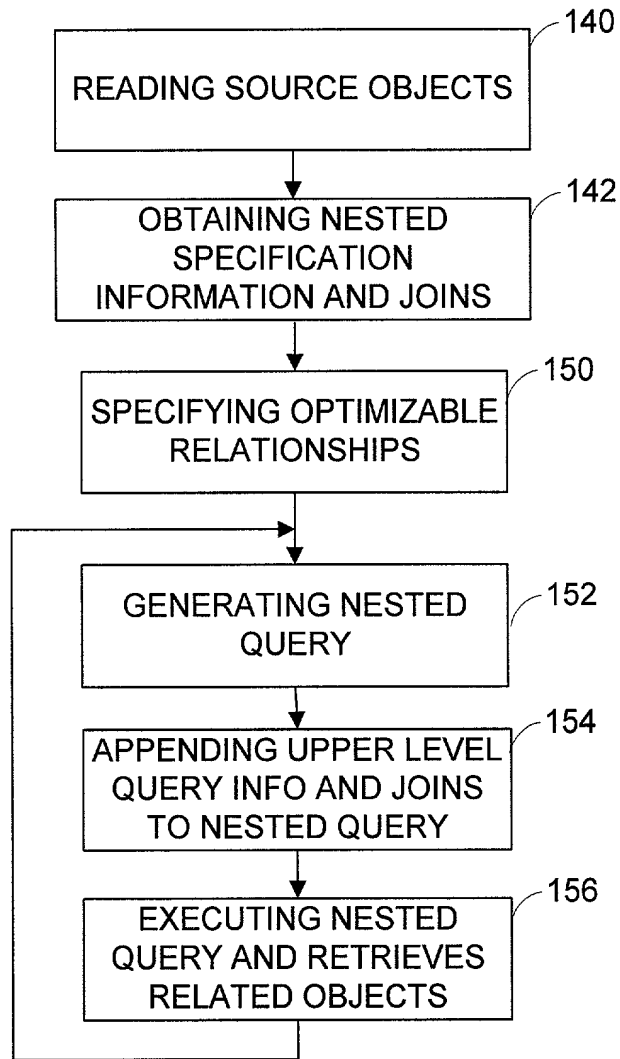 140
READING SOURCE OBJECTS
142
OBTAINING NESTED
SPECIFICATION
INFORMATION AND JOINS
150
SPECIFYING OPTIMIZABLE
RELATIONSHIPS
152
GENERATING NESTED
QUERY
154
APPENDING UPPER LEVEL
QUERY INFO AND JOINS
TO NESTED QUERY
156
EXECUTING NESTED
QUERY AND RETRIEVES
RELATED OBJECTS